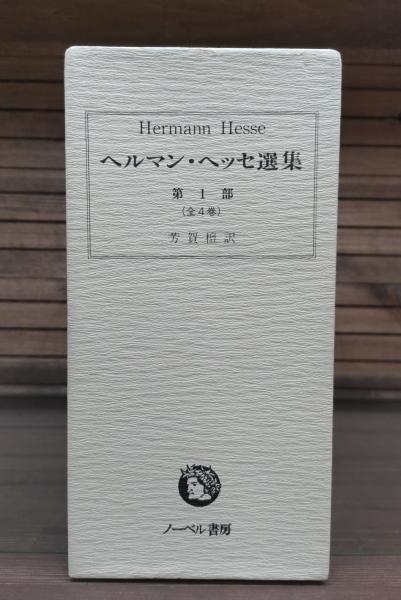 Hermann Hesse
ヘルマン・ヘッセ選集
第1部
(全4巻)
芳賀檀訳
ノーベル書房